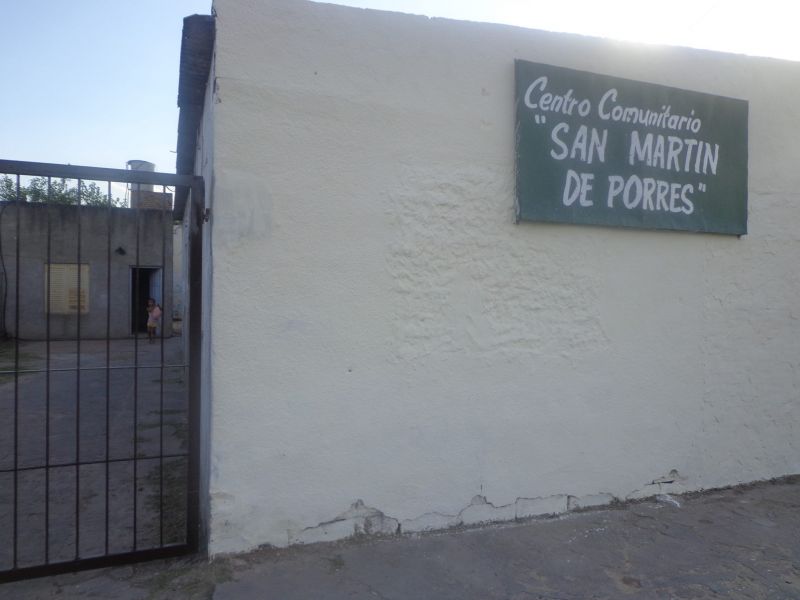 Centro Comunitario
"SAN MARTIN
DE PORRES"